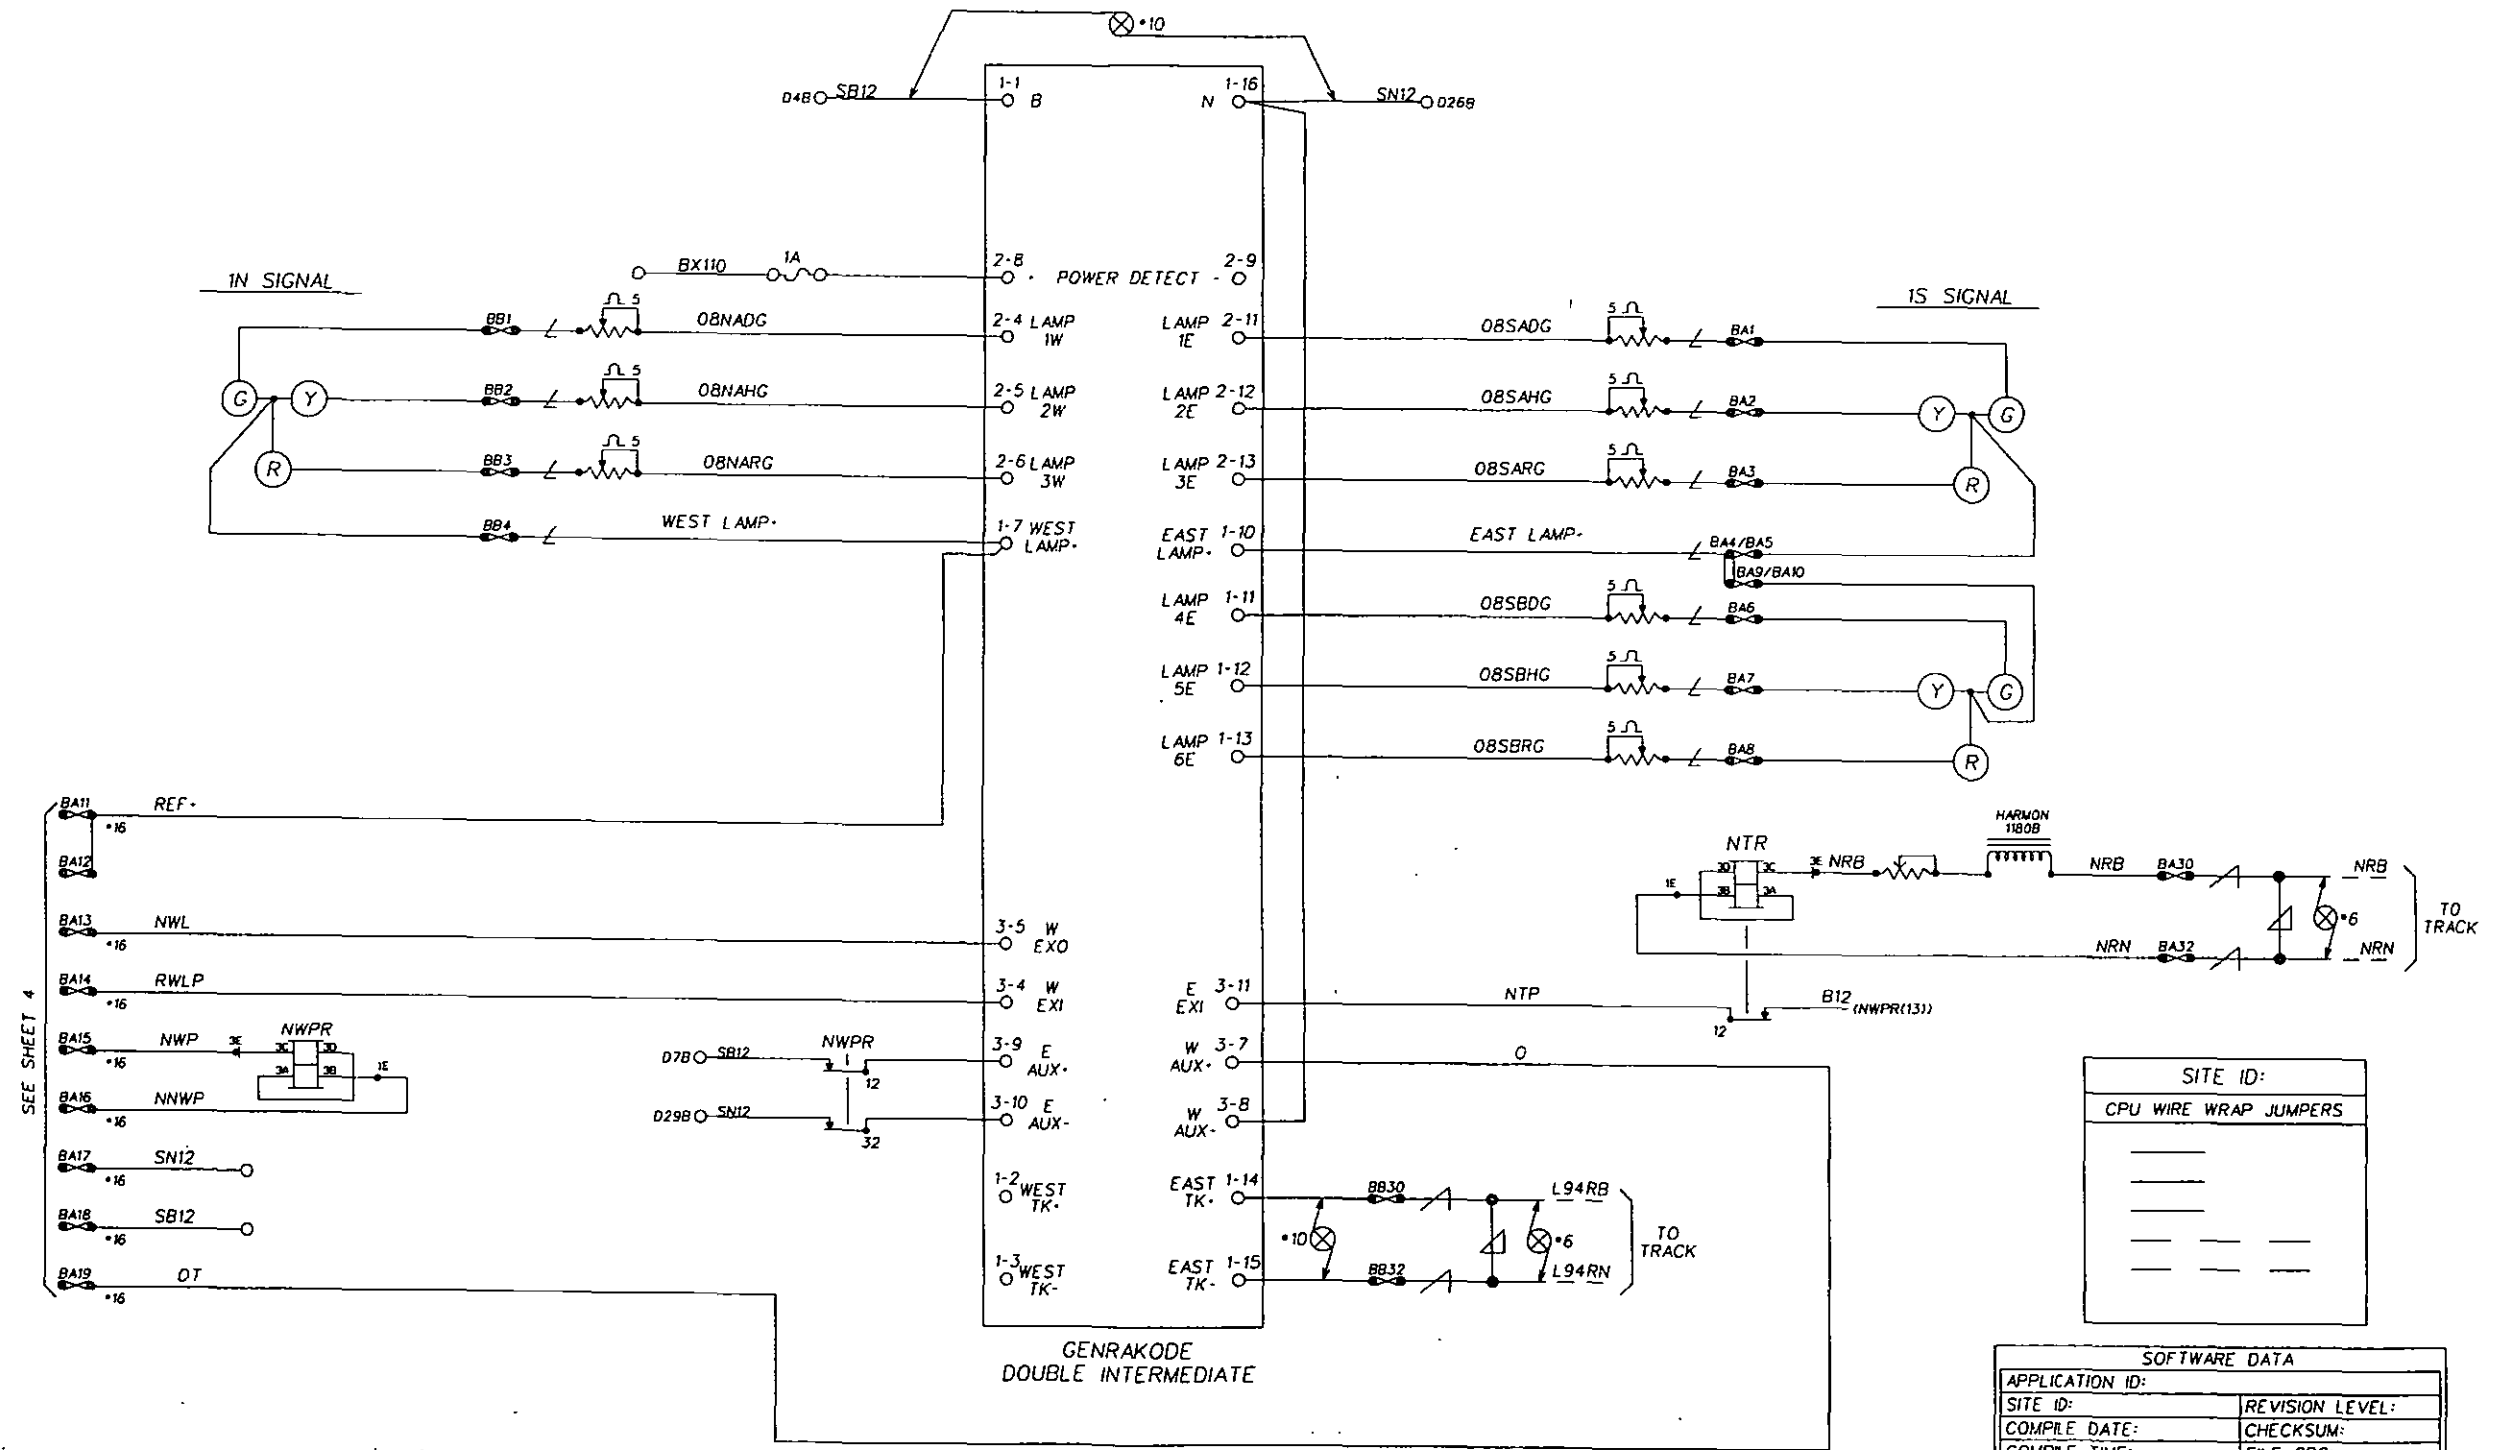 •10
D4B SB12
1-1
B
1-16
N
SN12 D26B
1N SIGNAL
BX110
1A
2-8
POWER DETECT -
2-9
1S SIGNAL
BB1
5
08NADG
2-4 LAMP
1W
LAMP 2-11
1E
08SADG
5
BA1
G
Y
BB2
5
08NAHG
2-5 LAMP
2W
LAMP 2-12
2E
08SAHG
5
BA2
Y
G
R
BB3
5
08NARG
2-6 LAMP
3W
LAMP 2-13
3E
08SARG
5
BA3
R
BB4
WEST LAMP+
1-7 WEST
LAMP+
EAST 1-10
LAMP+
EAST LAMP+
BA4/BA5
BA9/BA10
LAMP 1-11
4E
08SBDG
5
BA6
LAMP 1-12
5E
08SBHG
5
BA7
Y
G
LAMP 1-13
6E
08SBRG
5
BA8
R
SEE SHEET 4
BA11
REF+
•16
BA12
BA13
NWL
•16
3-5 W
EXO
BA14
RWLP
•16
3-4 W
EXI
BA15
NWP
•16
3E
NWPR
3C 3D
3A 3B
1E
BA16
NNWP
•16
BA17
SN12
•16
BA18
SB12
•16
BA19
OT
•16
D7B SB12
NWPR
12
3-9 E
AUX+
D29B SN12
32
3-10 E
AUX-
1-2 WEST
TK+
1-3 WEST
TK-
E 3-11
EXI
NTP
12
B12
(NWPR(13))
W 3-7
AUX+
O
W 3-8
AUX-
NTR
3D 3C
3B 3A
1E
3E
NRB
HARMON
1180B
NRB
BA30
NRB
•6
NRN
BA32
NRN
TO
TRACK
EAST 1-14
TK+
•10
BB30
L94RB
•6
EAST 1-15
TK-
BB32
L94RN
TO
TRACK
GENRAKODE
DOUBLE INTERMEDIATE
SITE ID:
CPU WIRE WRAP JUMPERS
SOFTWARE DATA
APPLICATION ID:
SITE ID:
REVISION LEVEL:
COMPILE DATE:
CHECKSUM:
COMPILE TIME: